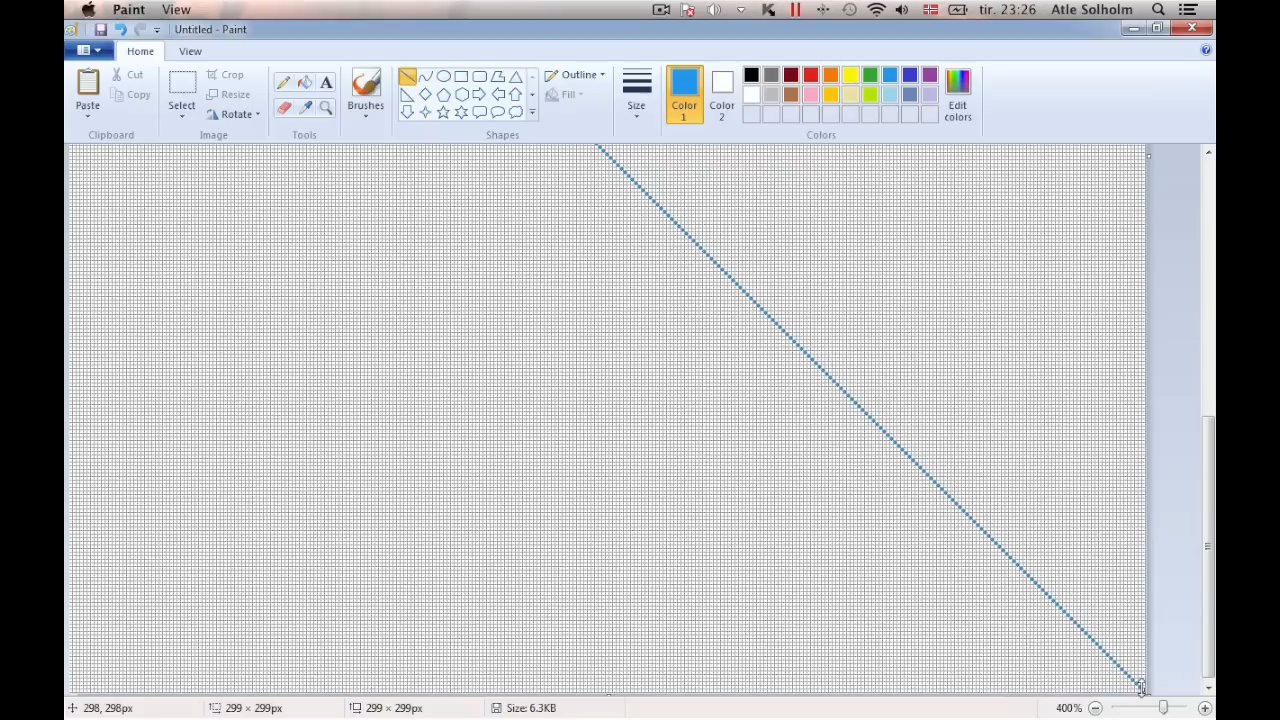 Paint View tir. 23:26 Atle Solholm
Untitled - Paint
Home View
Cut
Copy
Paste
Clipboard
Select
Crop
Resize
Rotate
Image
A
Tools
Brushes
Outline
Fill
Shapes
Size
Color
1
Color
2
Edit
colors
Colors
298, 298px 299 × 299px 299 × 299px Size: 6.3KB 400%